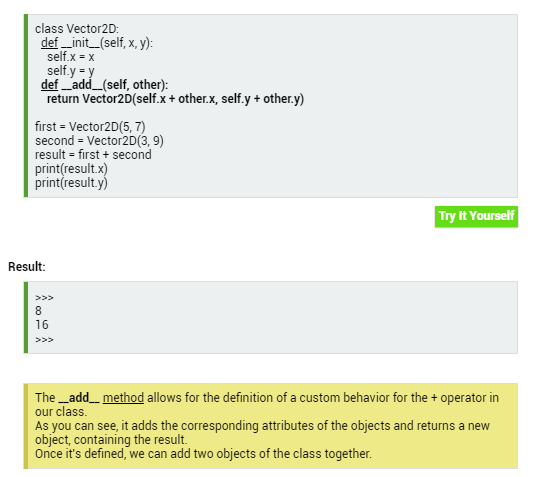 class Vector2D:
def __init__(self, x, y):
self.x = x
self.y = y
def __add__(self, other):
return Vector2D(self.x + other.x, self.y + other.y)
first = Vector2D(5, 7)
second = Vector2D(3, 9)
result = first + second
print(result.x)
print(result.y)
Try It Yourself
Result:
>>>
8
16
>>>
The __add__ method allows for the definition of a custom behavior for the + operator in
our class.
As you can see, it adds the corresponding attributes of the objects and returns a new
object, containing the result.
Once it's defined, we can add two objects of the class together.